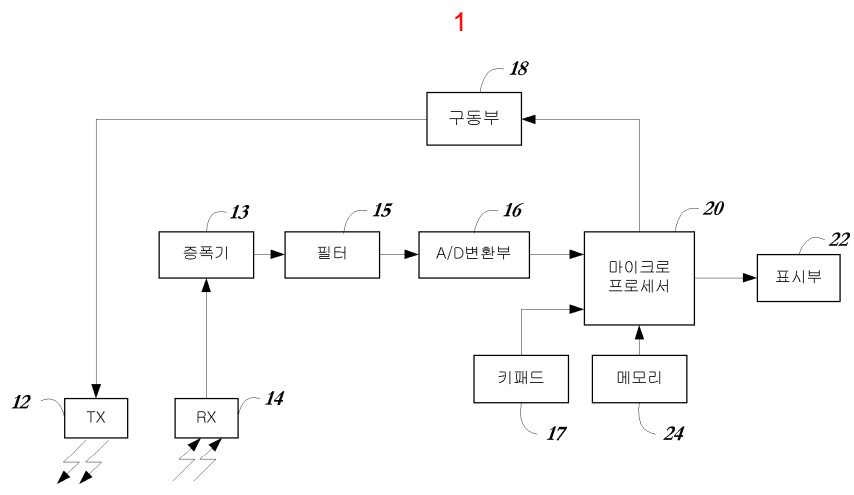 1
18
구동부
13
15
16
20
22
증폭기
필터
A/D변환부
마이크로
프로세서
표시부
키패드
메모리
12
TX
RX
14
17
24